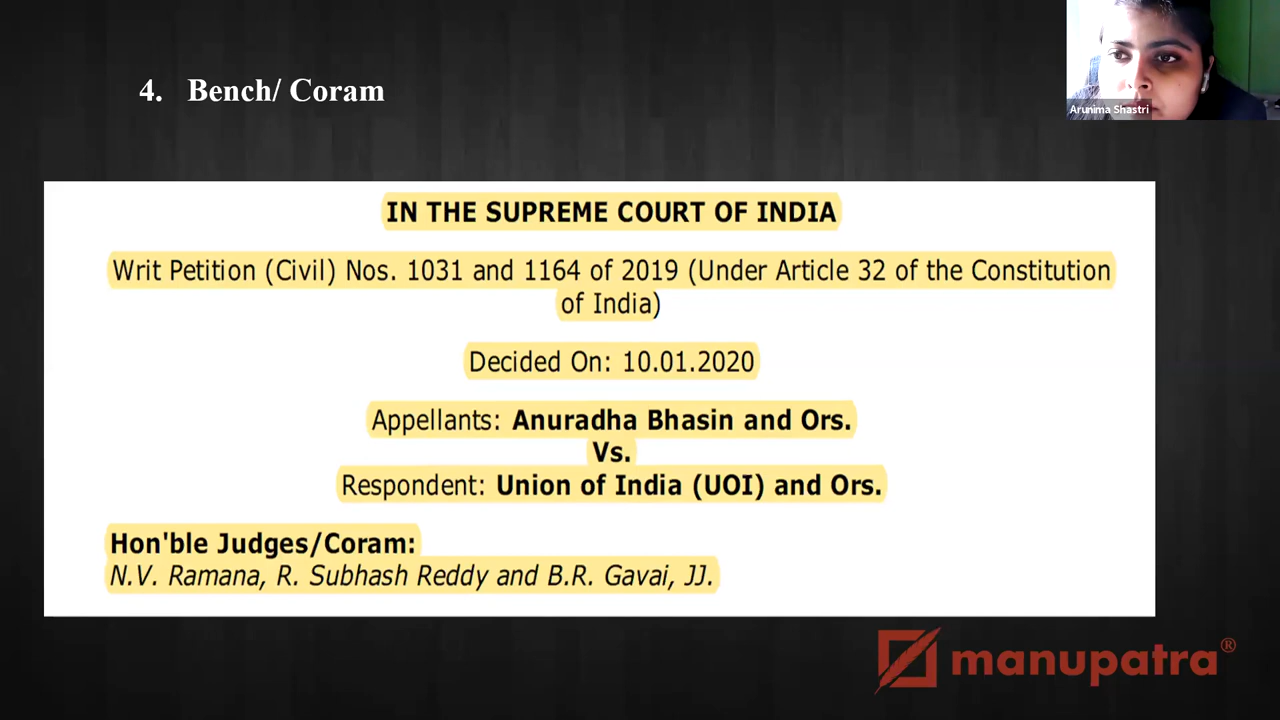 4. Bench/ Coram
Arunima Shastri
IN THE SUPREME COURT OF INDIA
Writ Petition (Civil) Nos. 1031 and 1164 of 2019 (Under Article 32 of the Constitution
of India)
Decided On: 10.01.2020
Appellants: Anuradha Bhasin and Ors.
Vs.
Respondent: Union of India (UOI) and Ors.
Hon'ble Judges/Coram:
N.V. Ramana, R. Subhash Reddy and B.R. Gavai, JJ.
manupatra®